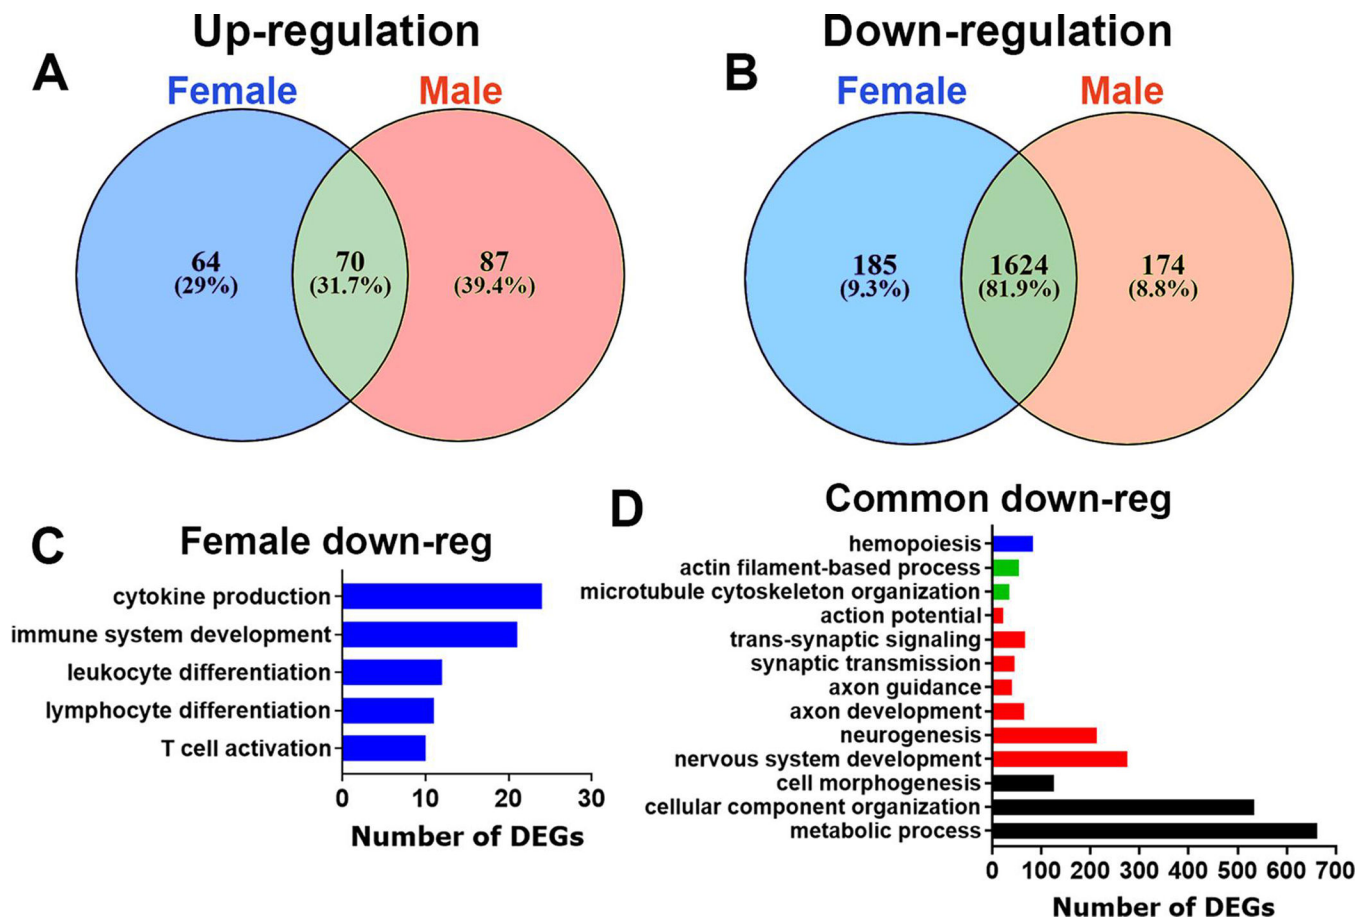 Up-regulation
Down-regulation
A
Female
Male
64
(29%)
70
(31.7%)
87
(39.4%)
B
Female
Male
185
(9.3%)
1624
(81.9%)
174
(8.8%)
C
Female down-reg
cytokine production
immune system development
leukocyte differentiation
lymphocyte differentiation
T cell activation
0 10 20 30
Number of DEGs
D
Common down-reg
hemopoiesis
actin filament-based process
microtubule cytoskeleton organization
action potential
trans-synaptic signaling
synaptic transmission
axon guidance
axon development
neurogenesis
nervous system development
cell morphogenesis
cellular component organization
metabolic process
0 100 200 300 400 500 600 700
Number of DEGs